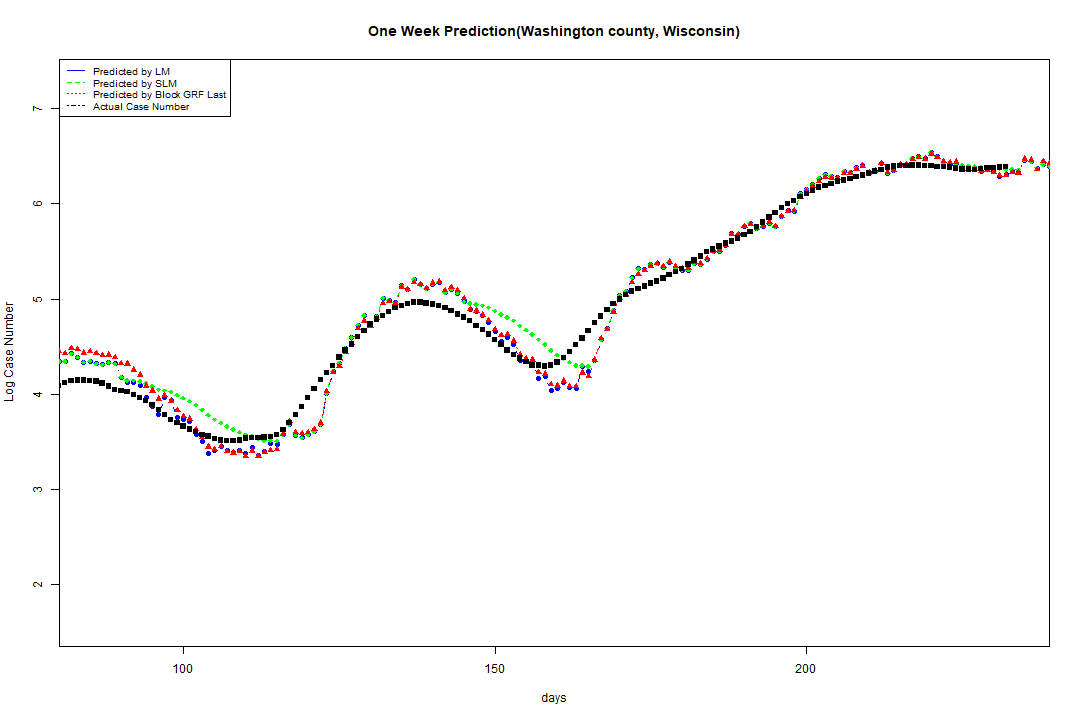 One Week Prediction(Washington county, Wisconsin)
Predicted by LM
Predicted by SLM
Predicted by Block GRF Last
Actual Case Number
7
6
5
4
3
2
Log Case Number
100 150 200
days